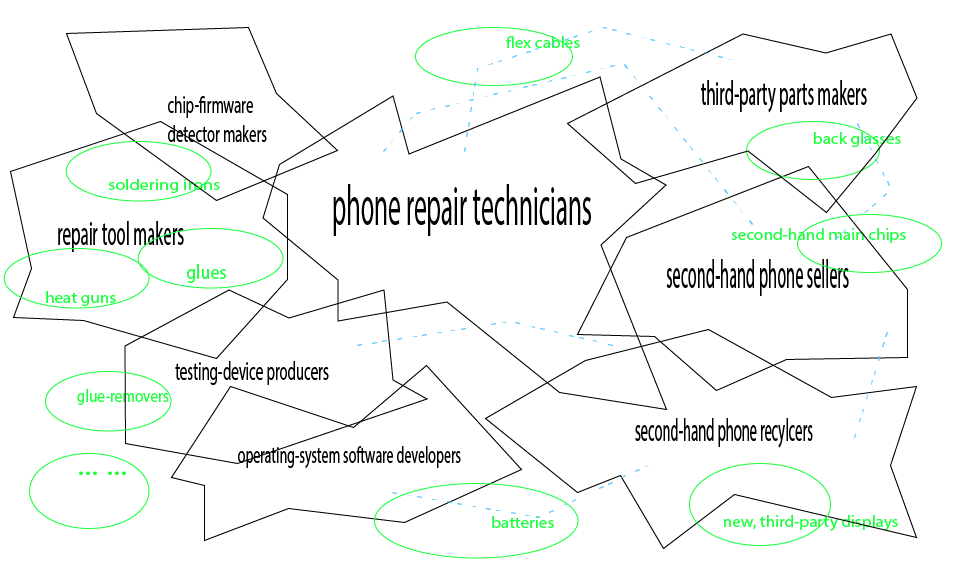 flex cables
third-party parts makers
chip-firmware
detector makers
back glasses
soldering irons
phone repair technicians
repair tool makers
second-hand main chips
glues
second-hand phone sellers
heat guns
testing-device producers
glue-removers
second-hand phone recylcers
operating-system software developers
... ...
batteries
new, third-party displays